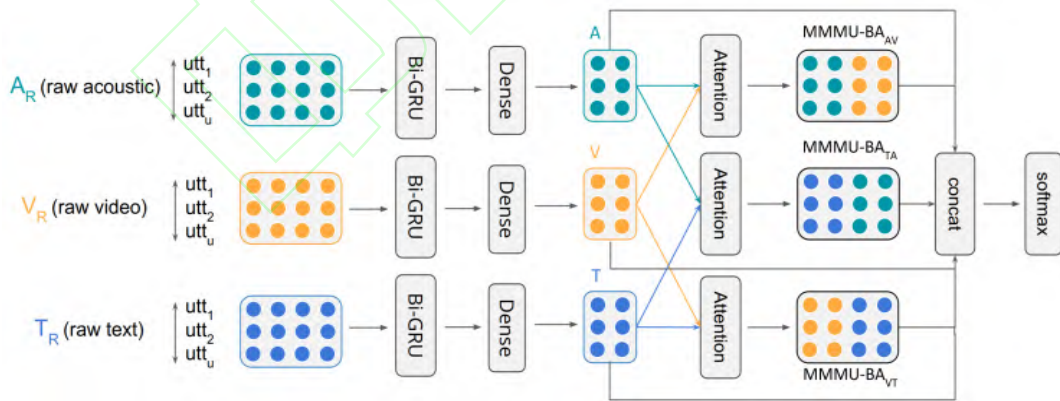 A_R (raw acoustic)
utt_1
utt_2
utt_u
Bi-GRU
Dense
A
Attention
MMMU-BA_AV
V_R (raw video)
utt_1
utt_2
utt_u
Bi-GRU
Dense
V
Attention
MMMU-BA_TA
concat
softmax
T_R (raw text)
utt_1
utt_2
utt_u
Bi-GRU
Dense
T
Attention
MMMU-BA_VT